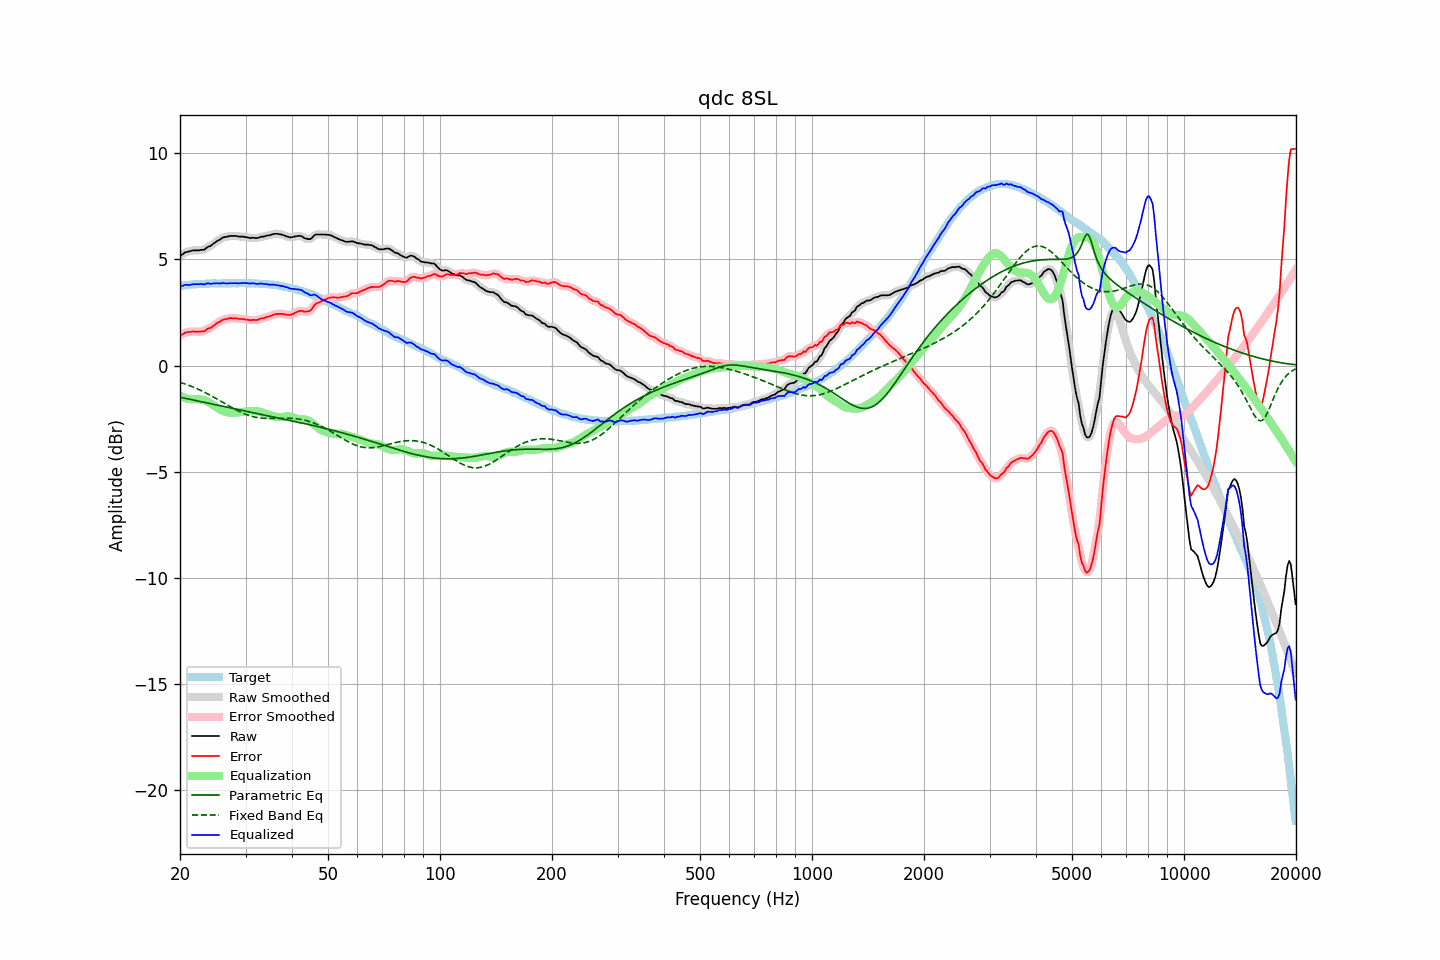 qdc 8SL
Amplitude (dBr)
10
5
0
−5
−10
−15
−20
Target
Raw Smoothed
Error Smoothed
Raw
Error
Equalization
Parametric Eq
Fixed Band Eq
Equalized
20 50 100 200 500 1000 2000 5000 10000 20000
Frequency (Hz)